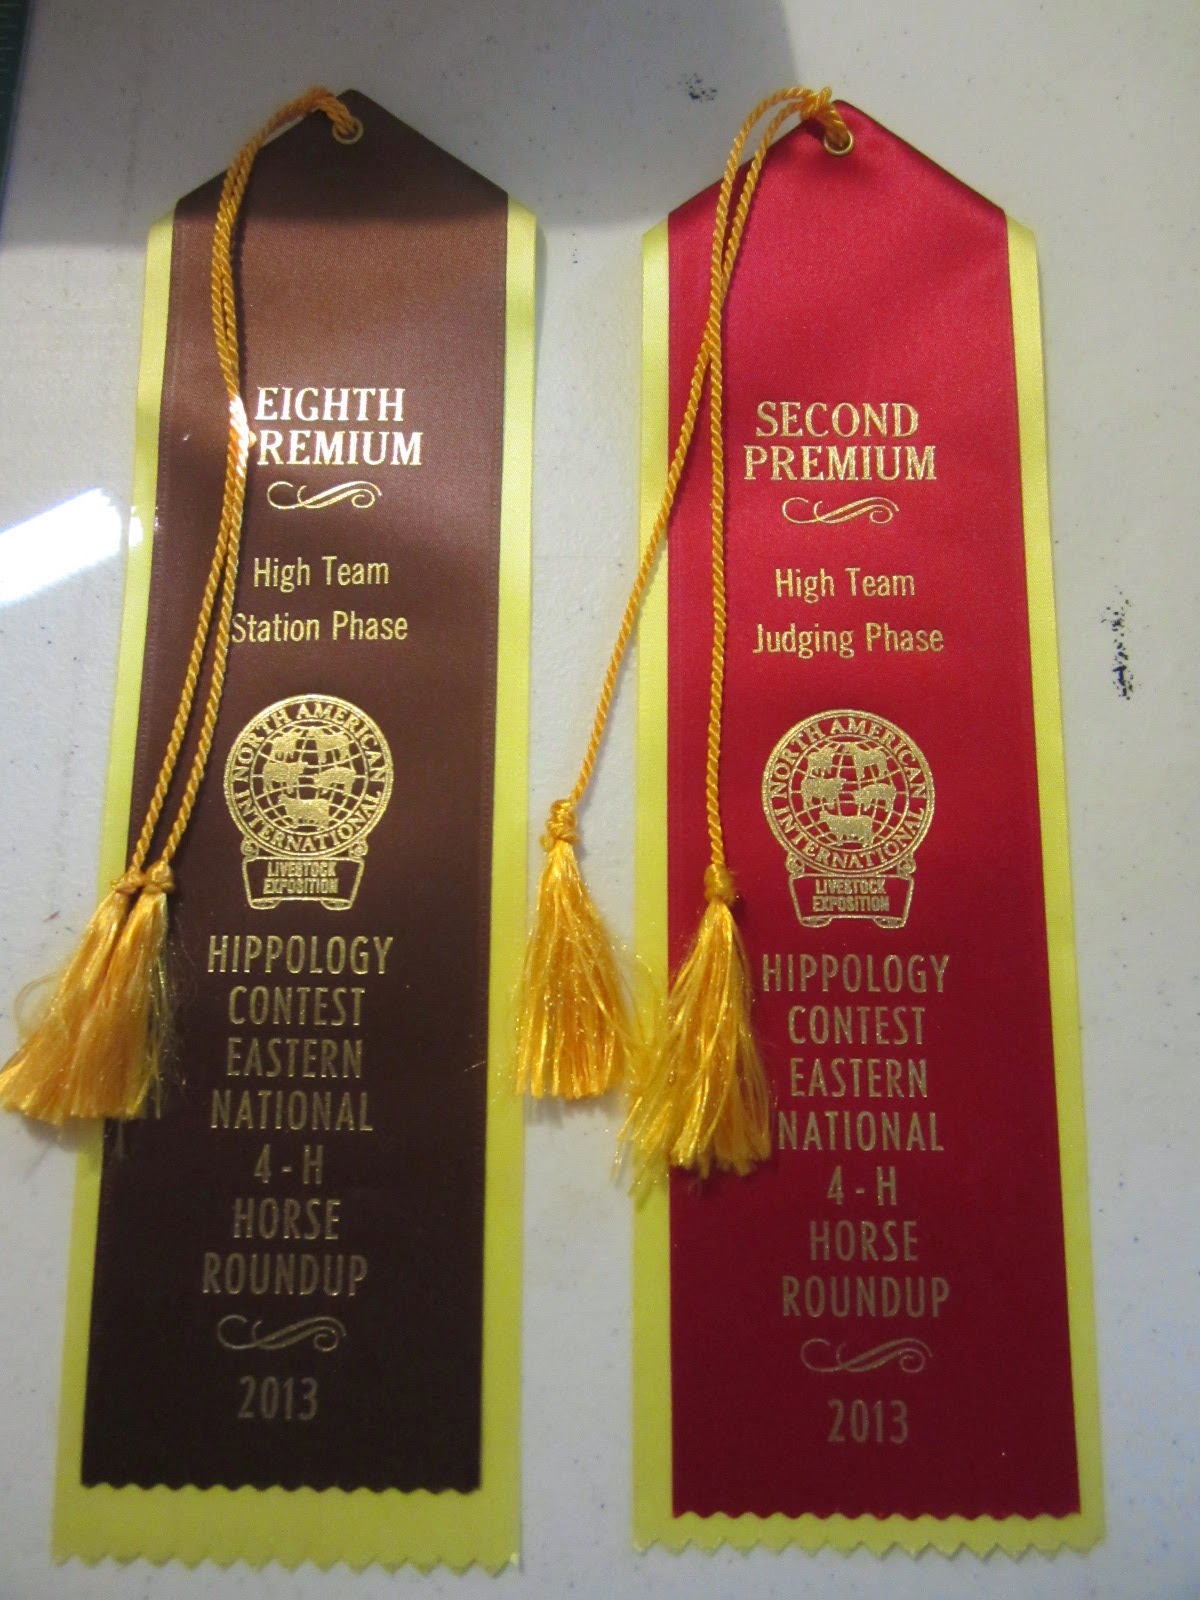 EIGHTH
PREMIUM
High Team
Station Phase
NORTH AMERICAN
INTERNATIONAL
LIVESTOCK
EXPOSITION
HIPPOLOGY
CONTEST
EASTERN
NATIONAL
4-H
HORSE
ROUNDUP
2013
SECOND
PREMIUM
High Team
Judging Phase
NORTH AMERICAN
INTERNATIONAL
LIVESTOCK
EXPOSITION
HIPPOLOGY
CONTEST
EASTERN
NATIONAL
4-H
HORSE
ROUNDUP
2013